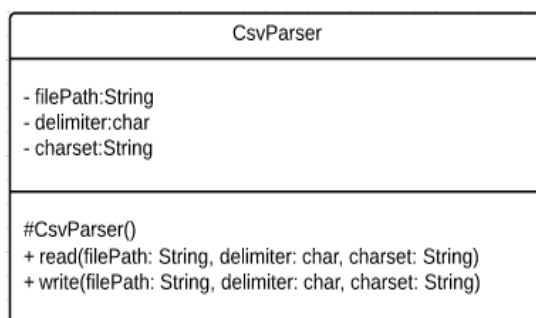 CsvParser
- filePath:String
- delimiter:char
- charset:String
#CsvParser()
+ read(filePath: String, delimiter: char, charset: String)
+ write(filePath: String, delimiter: char, charset: String)